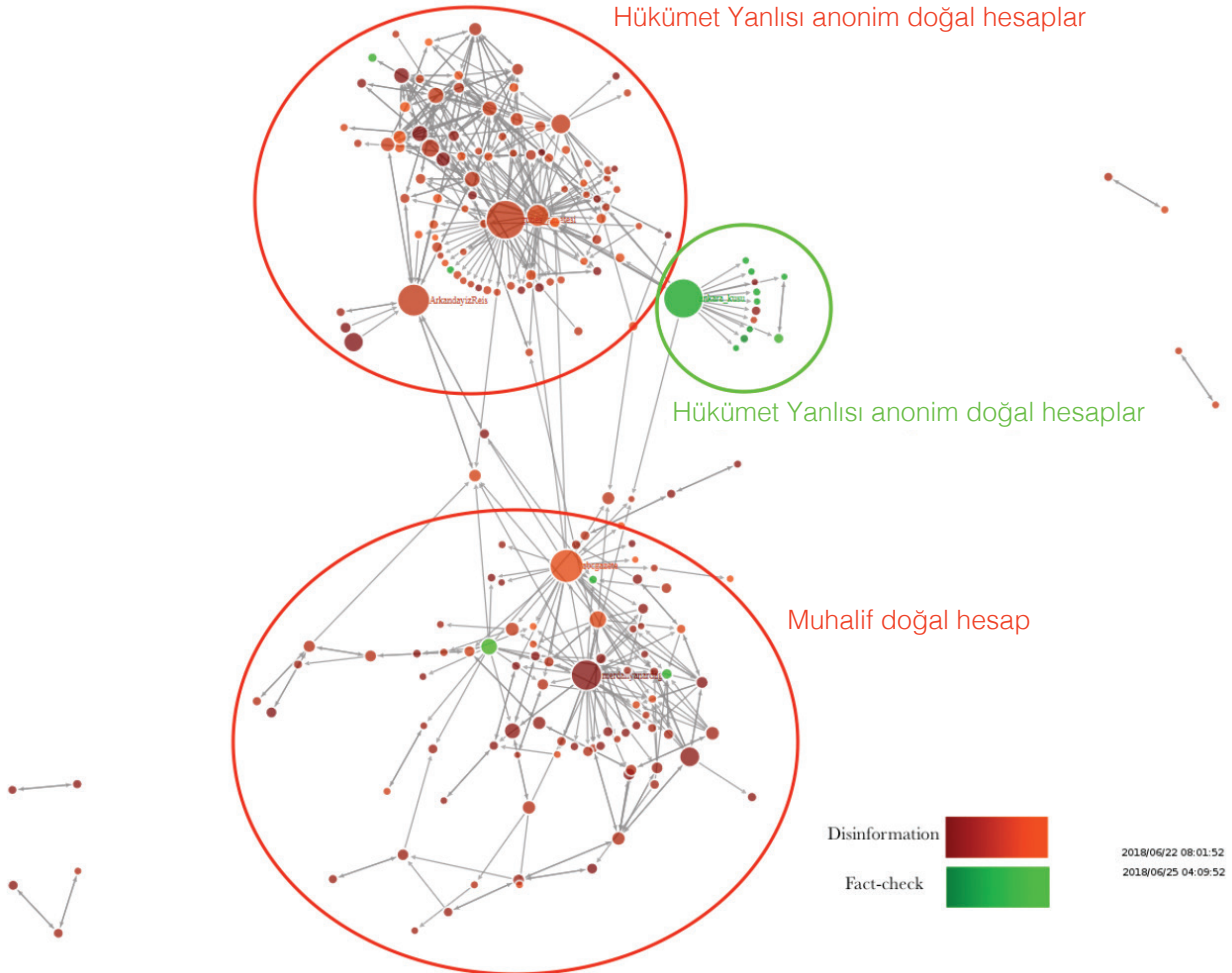 Hükümet Yanlısı anonim doğal hesaplar
ArkandayizReis
Hükümet Yanlısı anonim doğal hesaplar
Muhalif doğal hesap
Disinformation
Fact-check
2018/06/22 08:01:52
2018/06/25 04:09:52